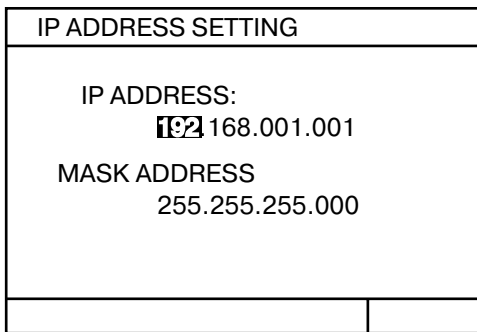 IP ADDRESS SETTING
IP ADDRESS:
192.168.001.001
MASK ADDRESS
255.255.255.000